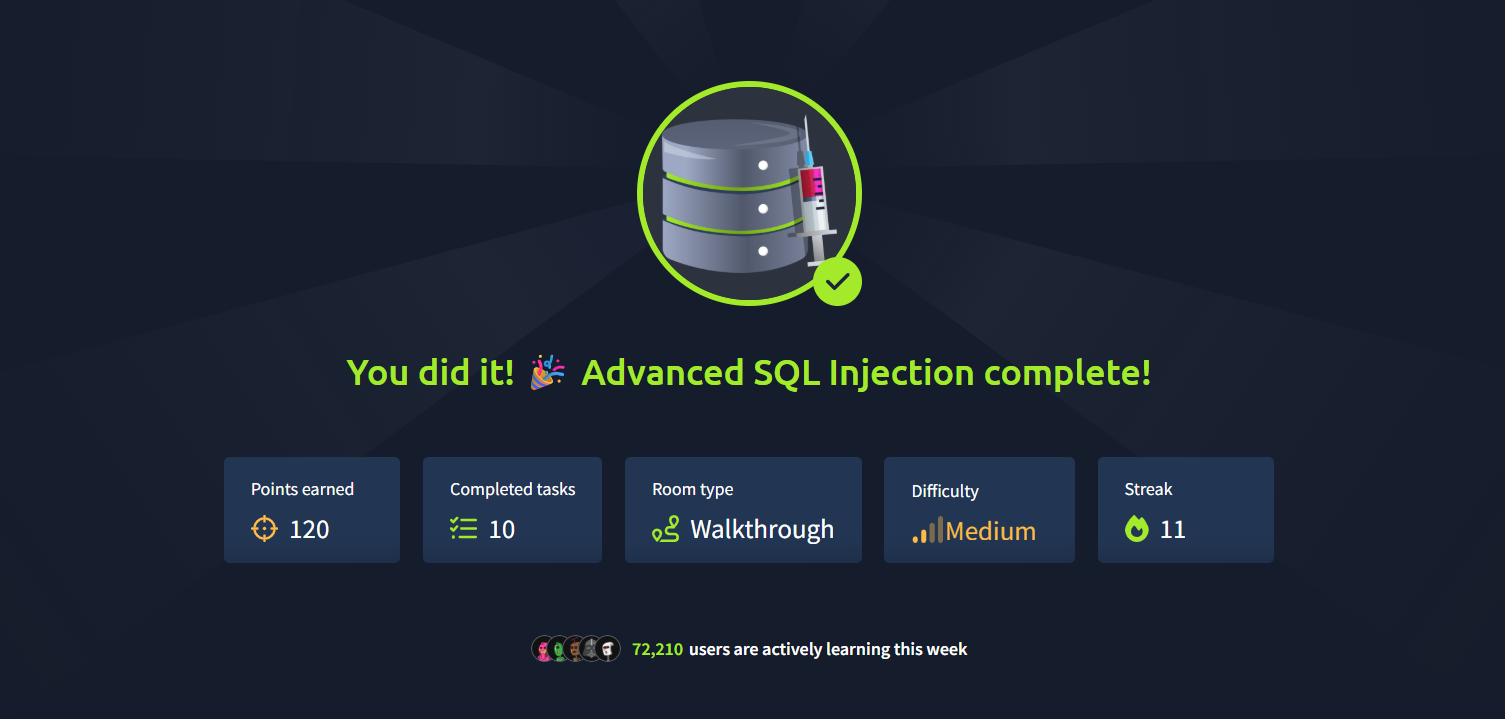 You did it! 🎉 Advanced SQL Injection complete!
Points earned
120
Completed tasks
10
Room type
Walkthrough
Difficulty
Medium
Streak
11
72,210 users are actively learning this week